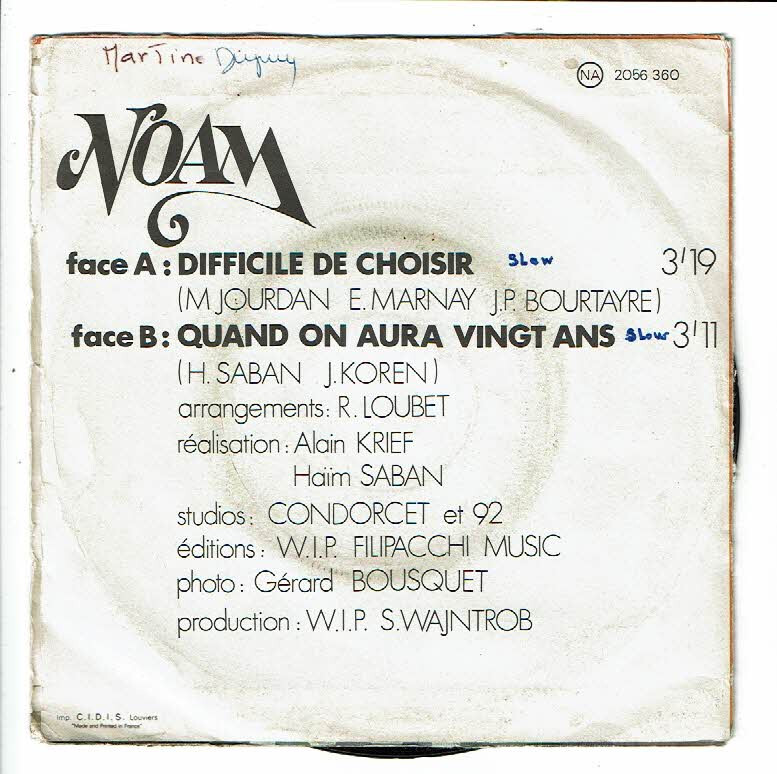 Martine
NA 2056 360
NOAM
face A : DIFFICILE DE CHOISIR slow 3'19
(M JOURDAN E. MARNAY J.P. BOURTAYRE)
face B : QUAND ON AURA VINGT ANS slow 3'11
(H. SABAN J. KOREN)
arrangements: R. LOUBET
réalisation: Alain KRIEF
Haïm SABAN
studios: CONDORCET et 92
éditions: W.I.P. FILIPACCHI MUSIC
photo: Gérard BOUSQUET
production: W.I.P. S. WAJNTROB
Imp. C.I.D.I.S. Louviers
"Made and Printed in France"